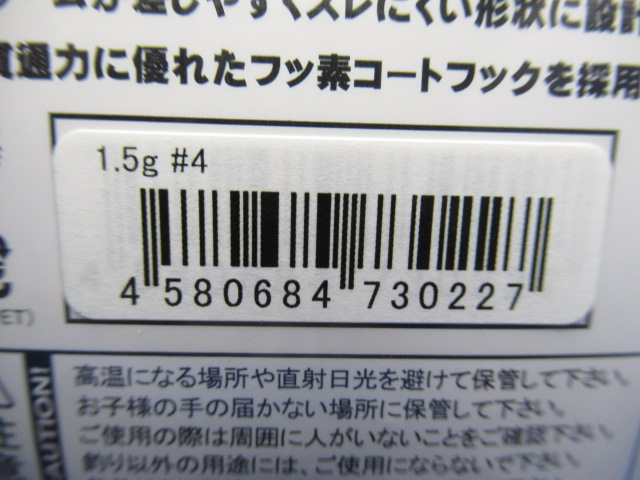 ームが差しやすくズレにくい形状に設計
貫通力に優れたフッ素コートフックを採用
1.5g #4
4 580684 730227
ET)
CAUTION!
高温になる場所や直射日光を避けて保管して下さい
お子様の手の届かない場所に保管して下さい
ご使用の際は周囲に人がいないことをご確認下さい
釣り以外の用途には、ご使用にならないで下さい